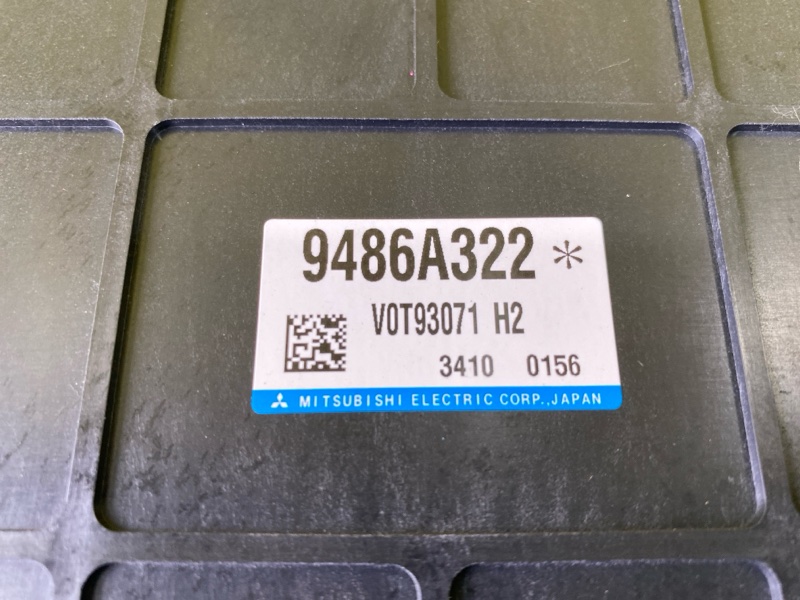 9486A322 *
V0T93071 H2
3410 0156
MITSUBISHI ELECTRIC CORP.,JAPAN